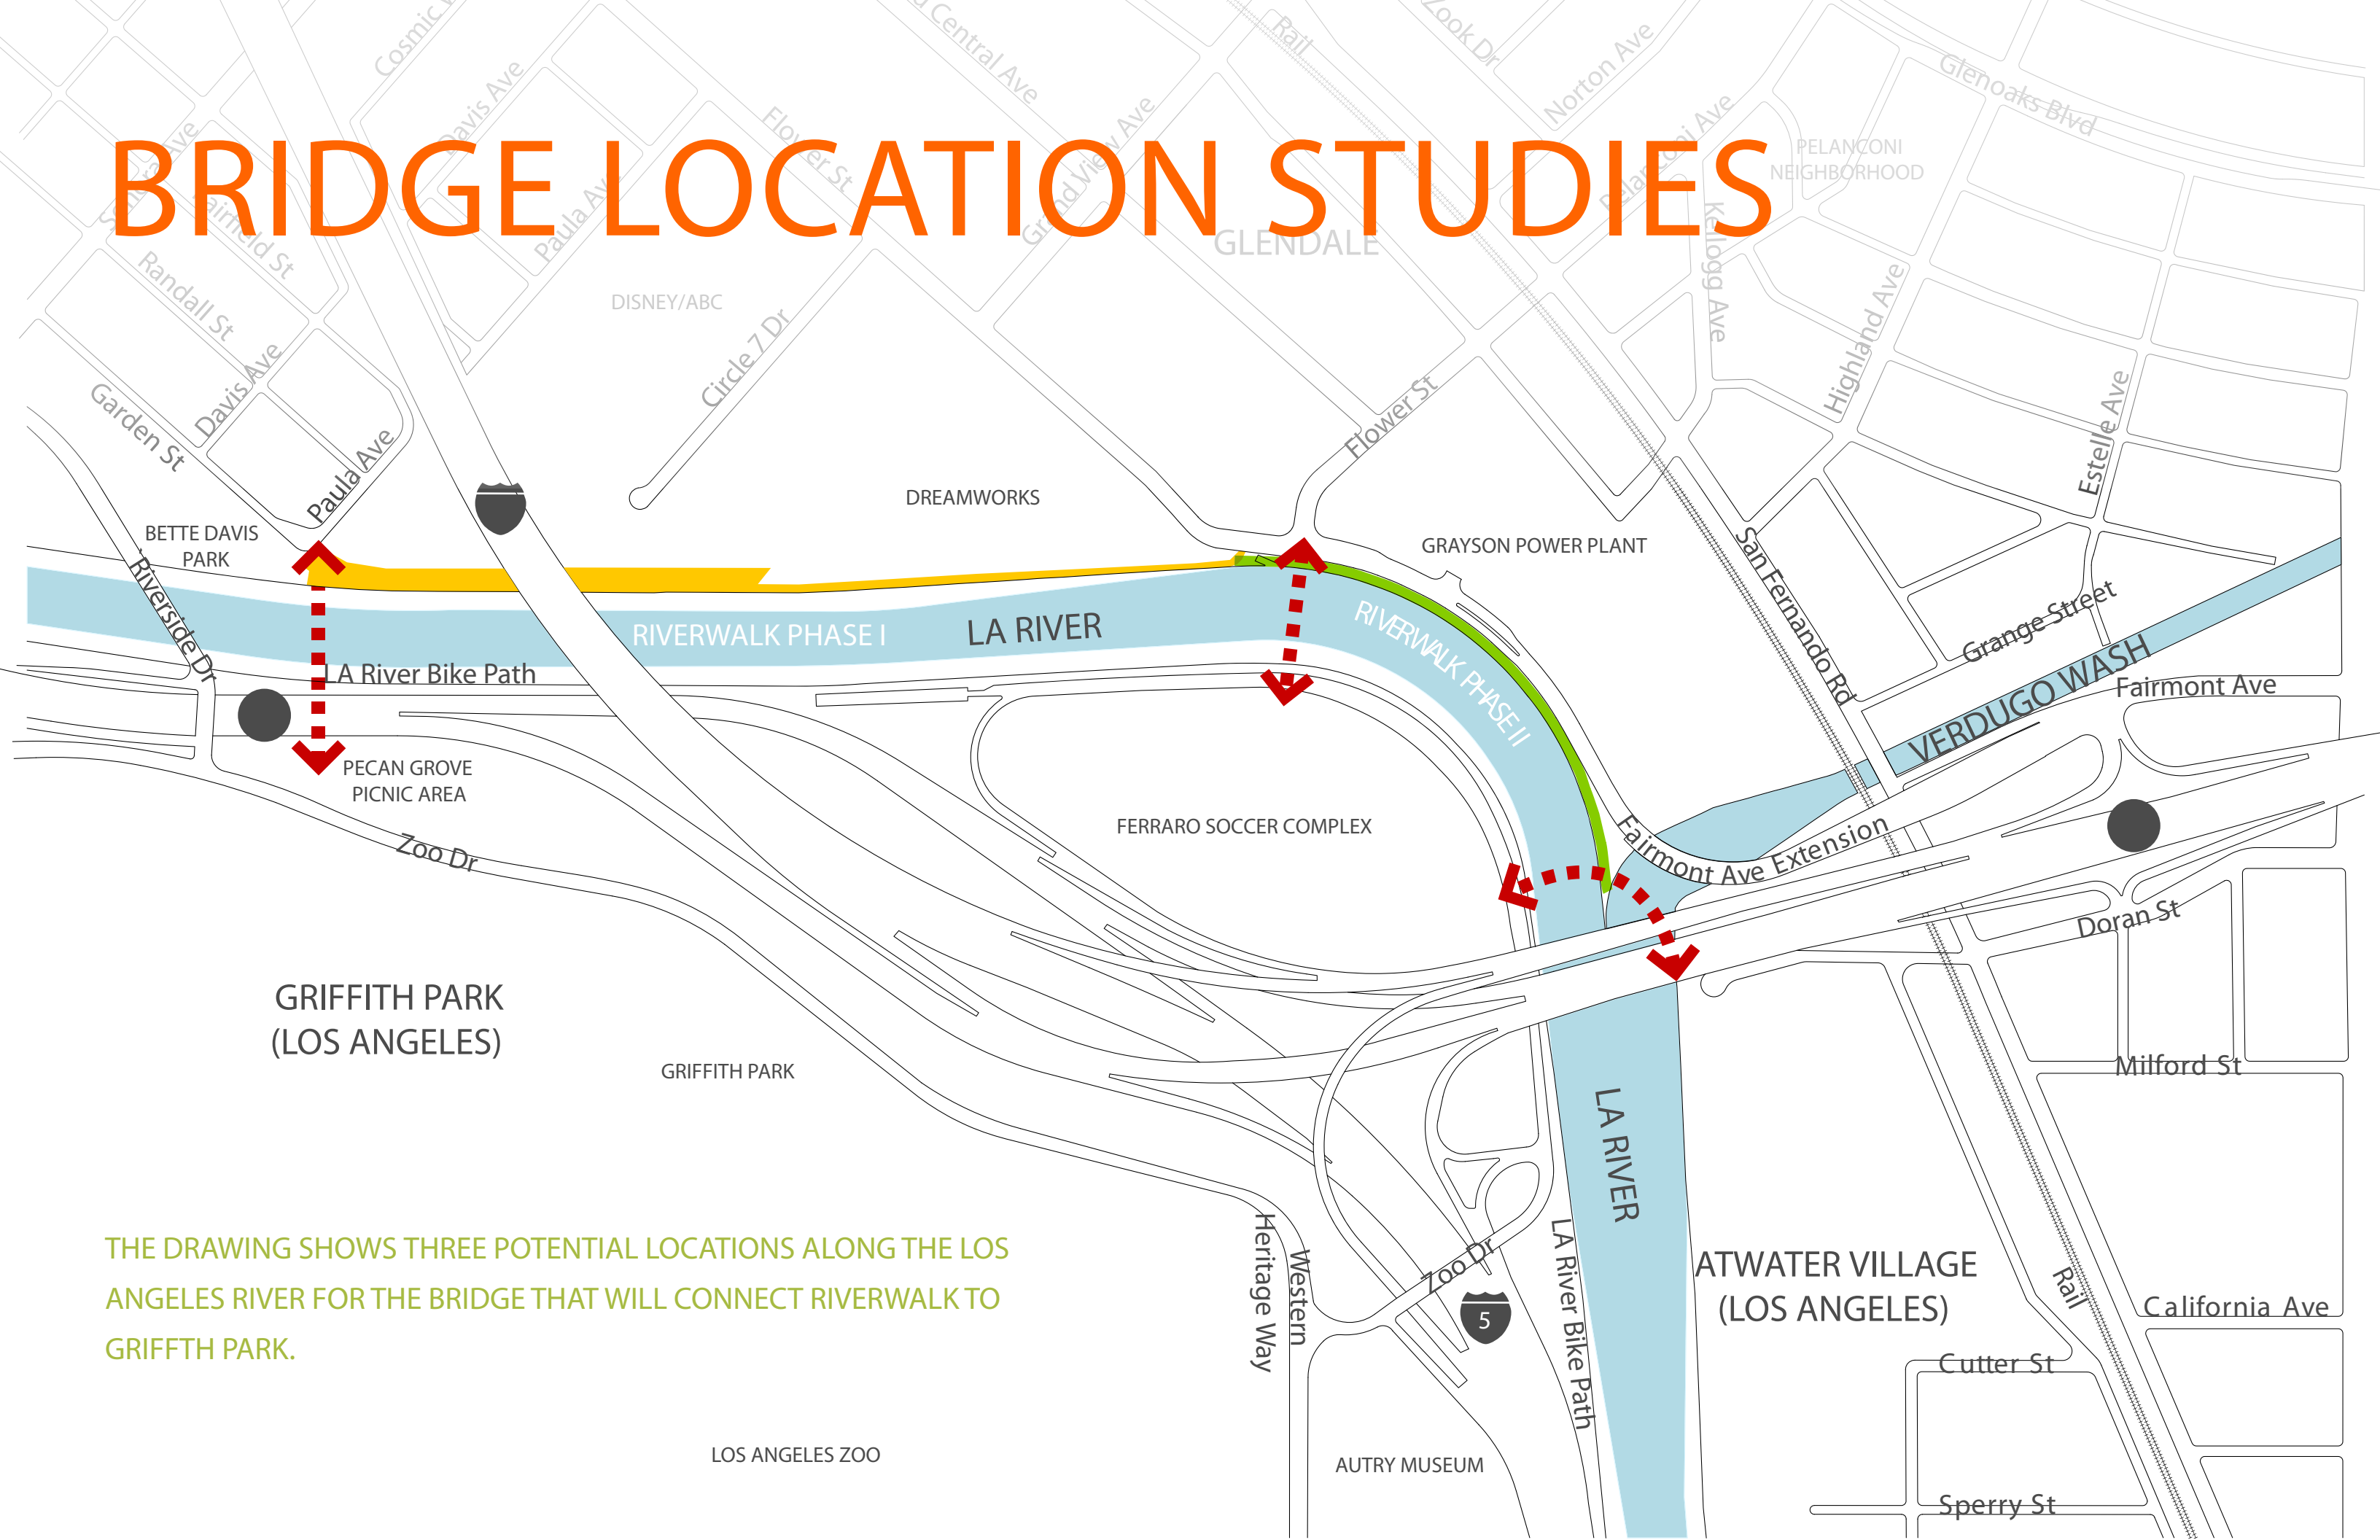 Cosmic
Central Ave
Rail
Zook Dr
Norton Ave
Glenoaks Blvd
Davis Ave
Flower St
Grand View Ave
Pelanconi Ave
PELANCONI
NEIGHBORHOOD
BRIDGE LOCATION STUDIES
Ave
Fairfield St
Paula Av
GLENDALE
Kellogg Ave
Randall St
DISNEY/ABC
Circle 7 Dr
Highland Ave
Garden St
Davis Ave
Paula Ave
Flower St
Estelle Ave
DREAMWORKS
BETTE DAVIS
PARK
GRAYSON POWER PLANT
San Fernando Rd
Riverside Dr
RIVERWALK PHASE I
LA RIVER
RIVERWALK PHASE II
Grange Street
VERDUGO WASH
Fairmont Ave
LA River Bike Path
PECAN GROVE
PICNIC AREA
Zoo Dr
FERRARO SOCCER COMPLEX
Fairmont Ave Extension
Doran St
GRIFFITH PARK
(LOS ANGELES)
GRIFFITH PARK
Milford St
LA RIVER
THE DRAWING SHOWS THREE POTENTIAL LOCATIONS ALONG THE LOS
ANGELES RIVER FOR THE BRIDGE THAT WILL CONNECT RIVERWALK TO
GRIFFTH PARK.
Western
Heritage Way
Zoo Dr
5
LA River Bike Path
ATWATER VILLAGE
(LOS ANGELES)
Rail
California Ave
Cutter St
LOS ANGELES ZOO
AUTRY MUSEUM
Sperry St